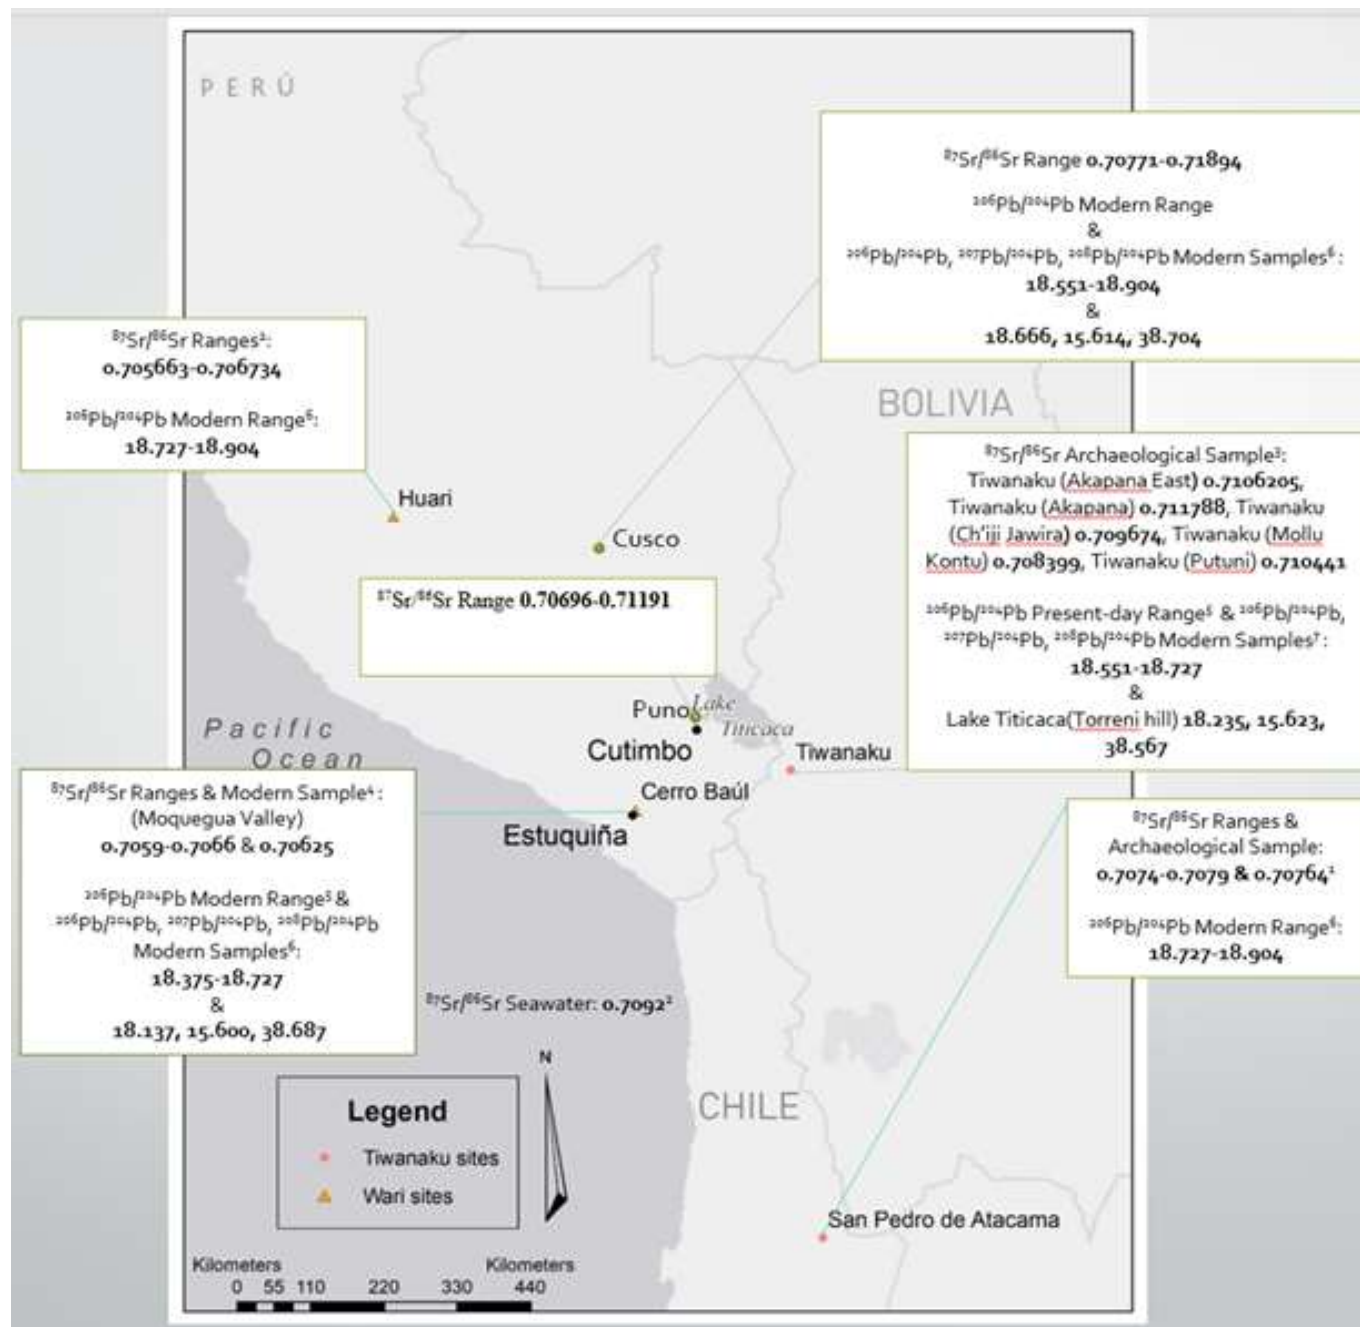 PERÚ
⁸⁷Sr/⁸⁶Sr Range 0.70771-0.71894
²⁰⁶Pb/²⁰⁴Pb Modern Range
&
²⁰⁶Pb/²⁰⁴Pb, ²⁰⁷Pb/²⁰⁴Pb, ²⁰⁸Pb/²⁰⁴Pb Modern Samples⁶ :
18.551-18.904
&
18.666, 15.614, 38.704
⁸⁷Sr/⁸⁶Sr Ranges²:
0.705663-0.706734
²⁰⁶Pb/²⁰⁴Pb Modern Range⁶:
18.727-18.904
BOLIVIA
⁸⁷Sr/⁸⁶Sr Archaeological Sample³:
Tiwanaku (Akapana East) 0.7106205,
Tiwanaku (Akapana) 0.711788, Tiwanaku
(Ch'iji Jawira) 0.709674, Tiwanaku (Mollu
Kontu) 0.708399, Tiwanaku (Putuni) 0.710441
²⁰⁶Pb/²⁰⁴Pb Present-day Range⁵ & ²⁰⁶Pb/²⁰⁴Pb,
²⁰⁷Pb/²⁰⁴Pb, ²⁰⁸Pb/²⁰⁴Pb Modern Samples⁷ :
18.551-18.727
&
Lake Titicaca(Torreni hill) 18.235, 15.623,
38.567
Huari
Cusco
⁸⁷Sr/⁸⁶Sr Range 0.70696-0.71191
Puno
Lake
Titicaca
Cutimbo
Tiwanaku
Pacific
Ocean
Cerro Baúl
Estuquiña
⁸⁷Sr/⁸⁶Sr Ranges & Modern Sample⁴ :
(Moquegua Valley)
0.7059-0.7066 & 0.70625
²⁰⁶Pb/²⁰⁴Pb Modern Range⁵ &
²⁰⁶Pb/²⁰⁴Pb, ²⁰⁷Pb/²⁰⁴Pb, ²⁰⁸Pb/²⁰⁴Pb
Modern Samples⁶:
18.375-18.727
&
18.137, 15.600, 38.687
⁸⁷Sr/⁸⁶Sr Ranges &
Archaeological Sample:
0.7074-0.7079 & 0.70764¹
²⁰⁶Pb/²⁰⁴Pb Modern Range⁶:
18.727-18.904
⁸⁷Sr/⁸⁶Sr Seawater: 0.7092²
N
CHILE
Legend
Tiwanaku sites
Wari sites
San Pedro de Atacama
Kilometers Kilometers
0 55 110 220 330 440